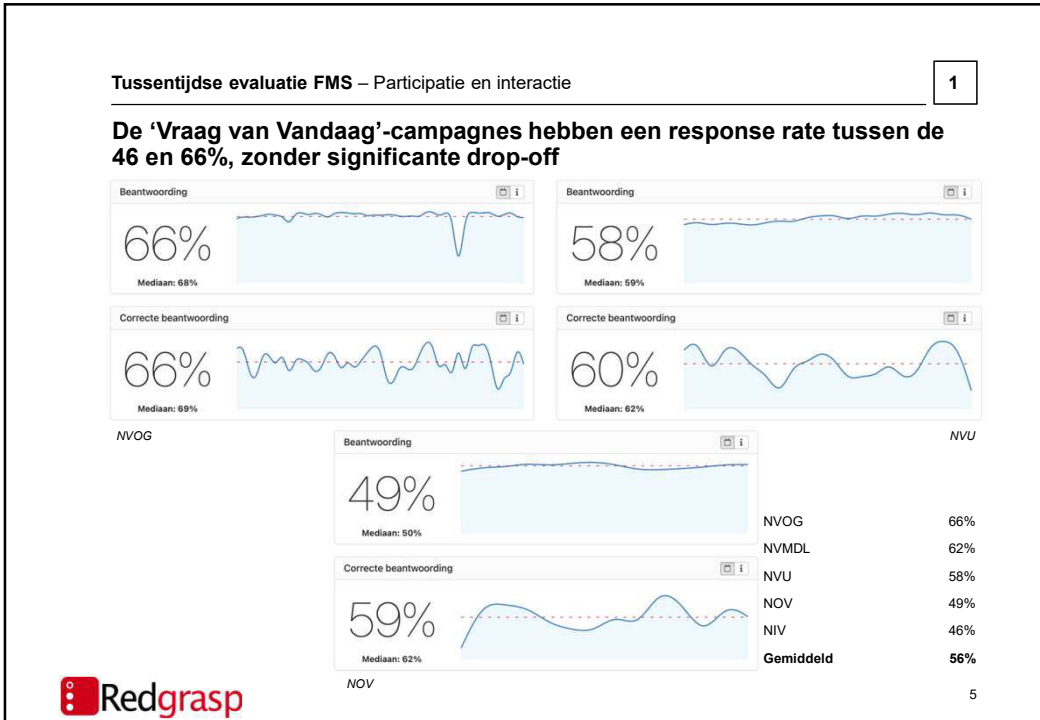 Tussentijdse evaluatie FMS – Participatie en interactie
1
De ‘Vraag van Vandaag’-campagnes hebben een response rate tussen de
46 en 66%, zonder significante drop-off
Beantwoording
i
66%
Mediaan: 68%
Correcte beantwoording
i
66%
Mediaan: 69%
NVOG
Beantwoording
i
58%
Mediaan: 59%
Correcte beantwoording
i
60%
Mediaan: 62%
NVU
Beantwoording
i
49%
Mediaan: 50%
Correcte beantwoording
i
59%
Mediaan: 62%
NOV
NVOG 66%
NVMDL 62%
NVU 58%
NOV 49%
NIV 46%
Gemiddeld 56%
Redgrasp
5